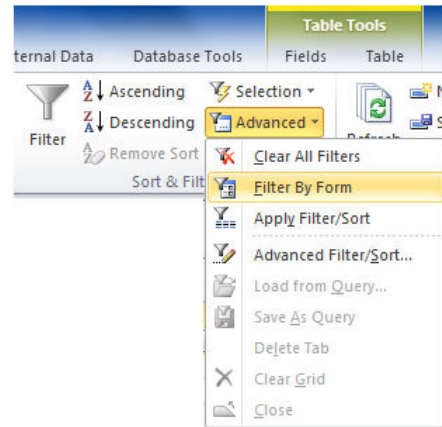 Table Tools
ternal Data Database Tools Fields Table
Ascending Selection
Filter Descending Advanced
Remove Sort
Sort & Filt
Clear All Filters
Filter By Form
Apply Filter/Sort
Advanced Filter/Sort...
Load from Query...
Save As Query
Delete Tab
Clear Grid
Close